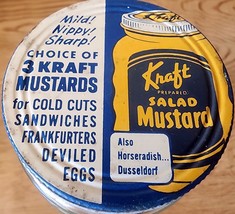 Mild!
Nippy!
Sharp!
CHOICE OF
3 KRAFT
MUSTARDS
for COLD CUTS
SANDWICHES
FRANKFURTERS
DEVILED
EGGS
Kraft
PREPARED
SALAD
Mustard
Also
Horseradish...
Dusseldorf